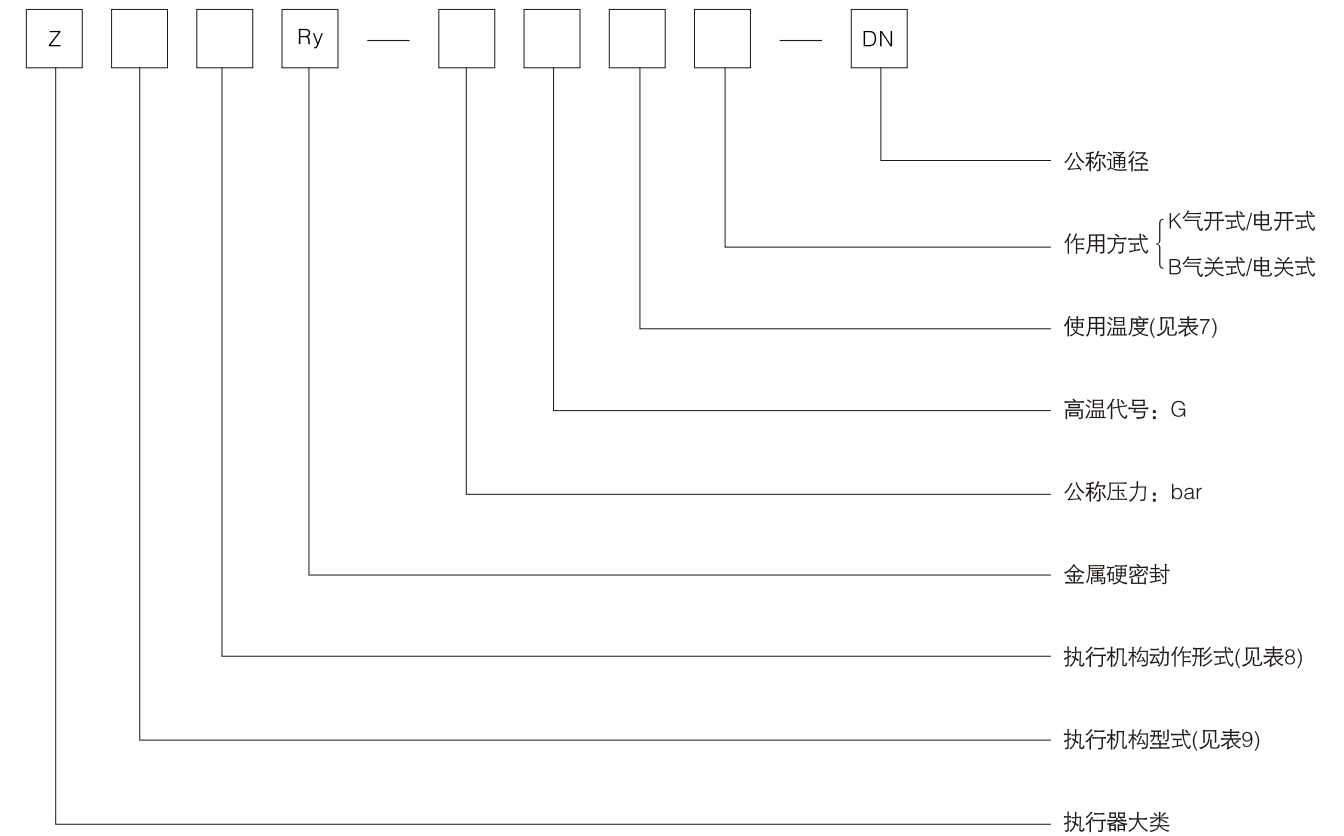 Z Ry — — DN
公称通径
作用方式
K气开式/电开式
B气关式/电关式
使用温度(见表7)
高温代号：G
公称压力：bar
金属硬密封
执行机构动作形式(见表8)
执行机构型式(见表9)
执行器大类